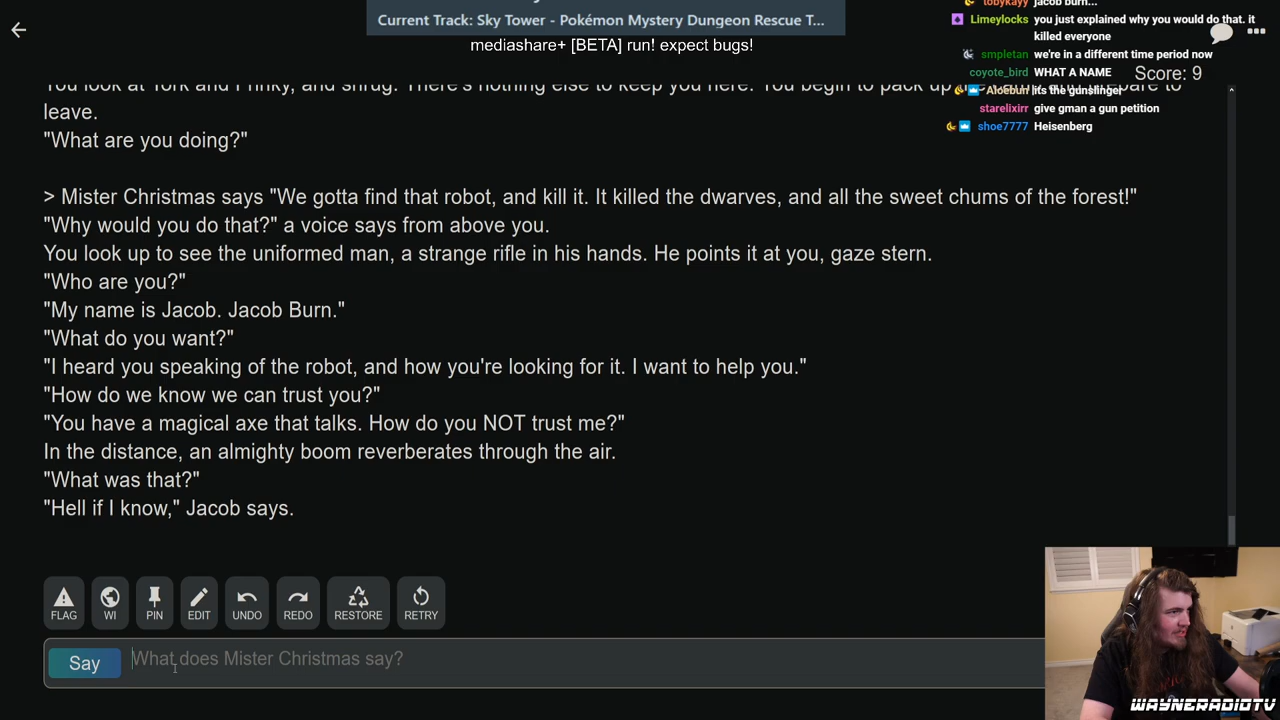 Current Track: Sky Tower - Pokémon Mystery Dungeon Rescue T...
mediashare+ [BETA] run! expect bugs!
tobykayy jacob burn...
Limeylocks you just explained why you would do that. it
killed everyone
smpletan we're in a different time period now
coyote_bird WHAT A NAME
its the gunslinger
starelixirr give gman a gun petition
shoe7777 Heisenberg
Score: 9
leave.
"What are you doing?"
> Mister Christmas says "We gotta find that robot, and kill it. It killed the dwarves, and all the sweet chums of the forest!"
"Why would you do that?" a voice says from above you.
You look up to see the uniformed man, a strange rifle in his hands. He points it at you, gaze stern.
"Who are you?"
"My name is Jacob. Jacob Burn."
"What do you want?"
"I heard you speaking of the robot, and how you're looking for it. I want to help you."
"How do we know we can trust you?"
"You have a magical axe that talks. How do you NOT trust me?"
In the distance, an almighty boom reverberates through the air.
"What was that?"
"Hell if I know," Jacob says.
FLAG
WI
PIN
EDIT
UNDO
REDO
RESTORE
RETRY
Say
What does Mister Christmas say?
WAYNERADIOTV